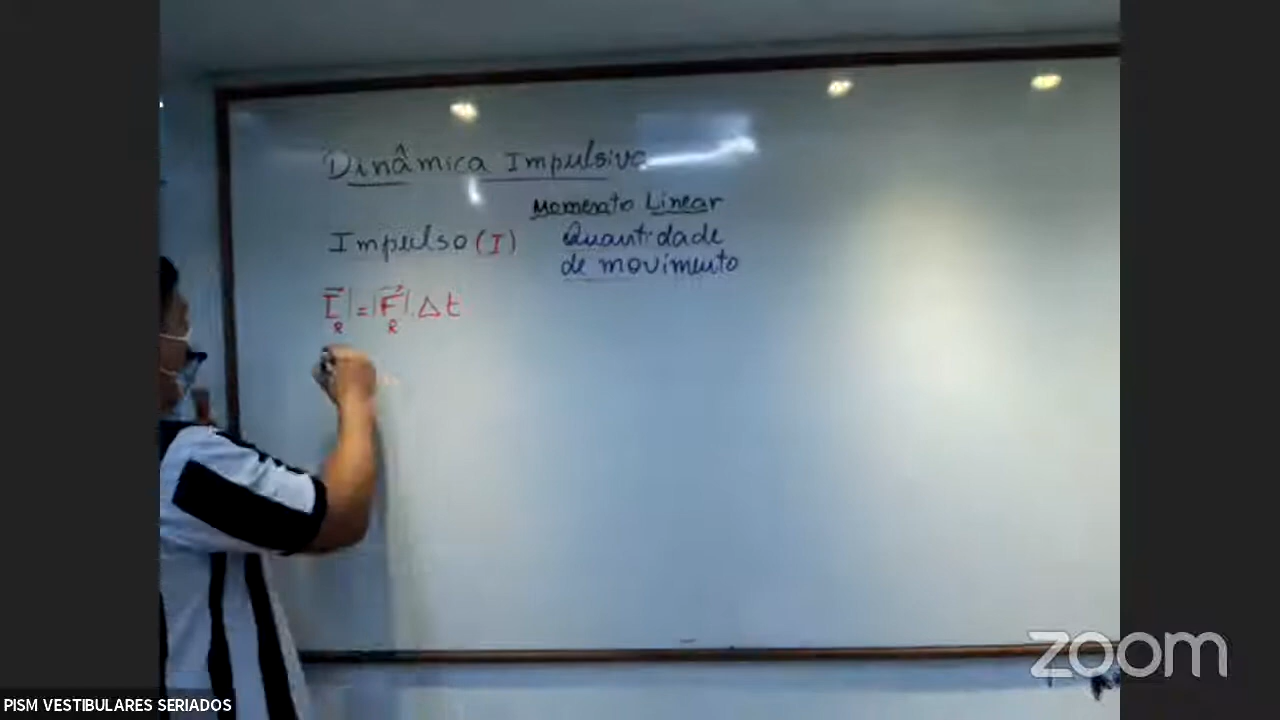 Dinâmica Impulsiva
Momento Linear
Impulso (I)
Quantidade
de movimento
|I⃗R| = |F⃗R|. Δt
zoom
PISM VESTIBULARES SERIADOS